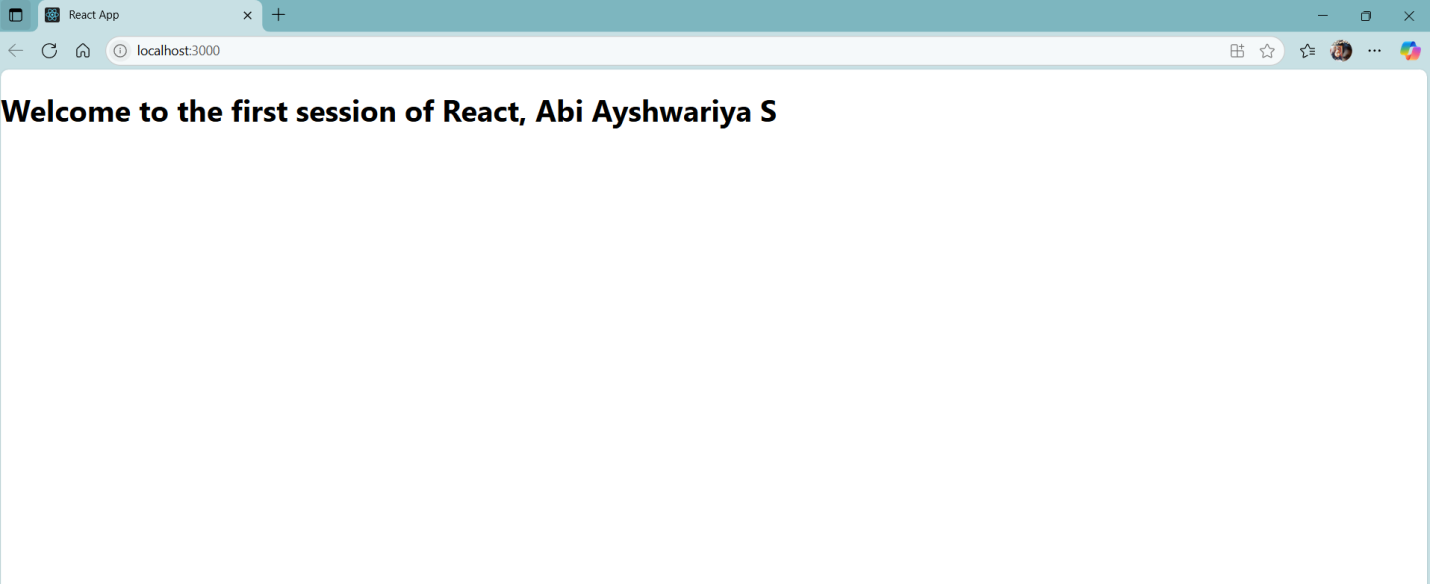 React App
localhost:3000
Welcome to the first session of React, Abi Ayshwariya S